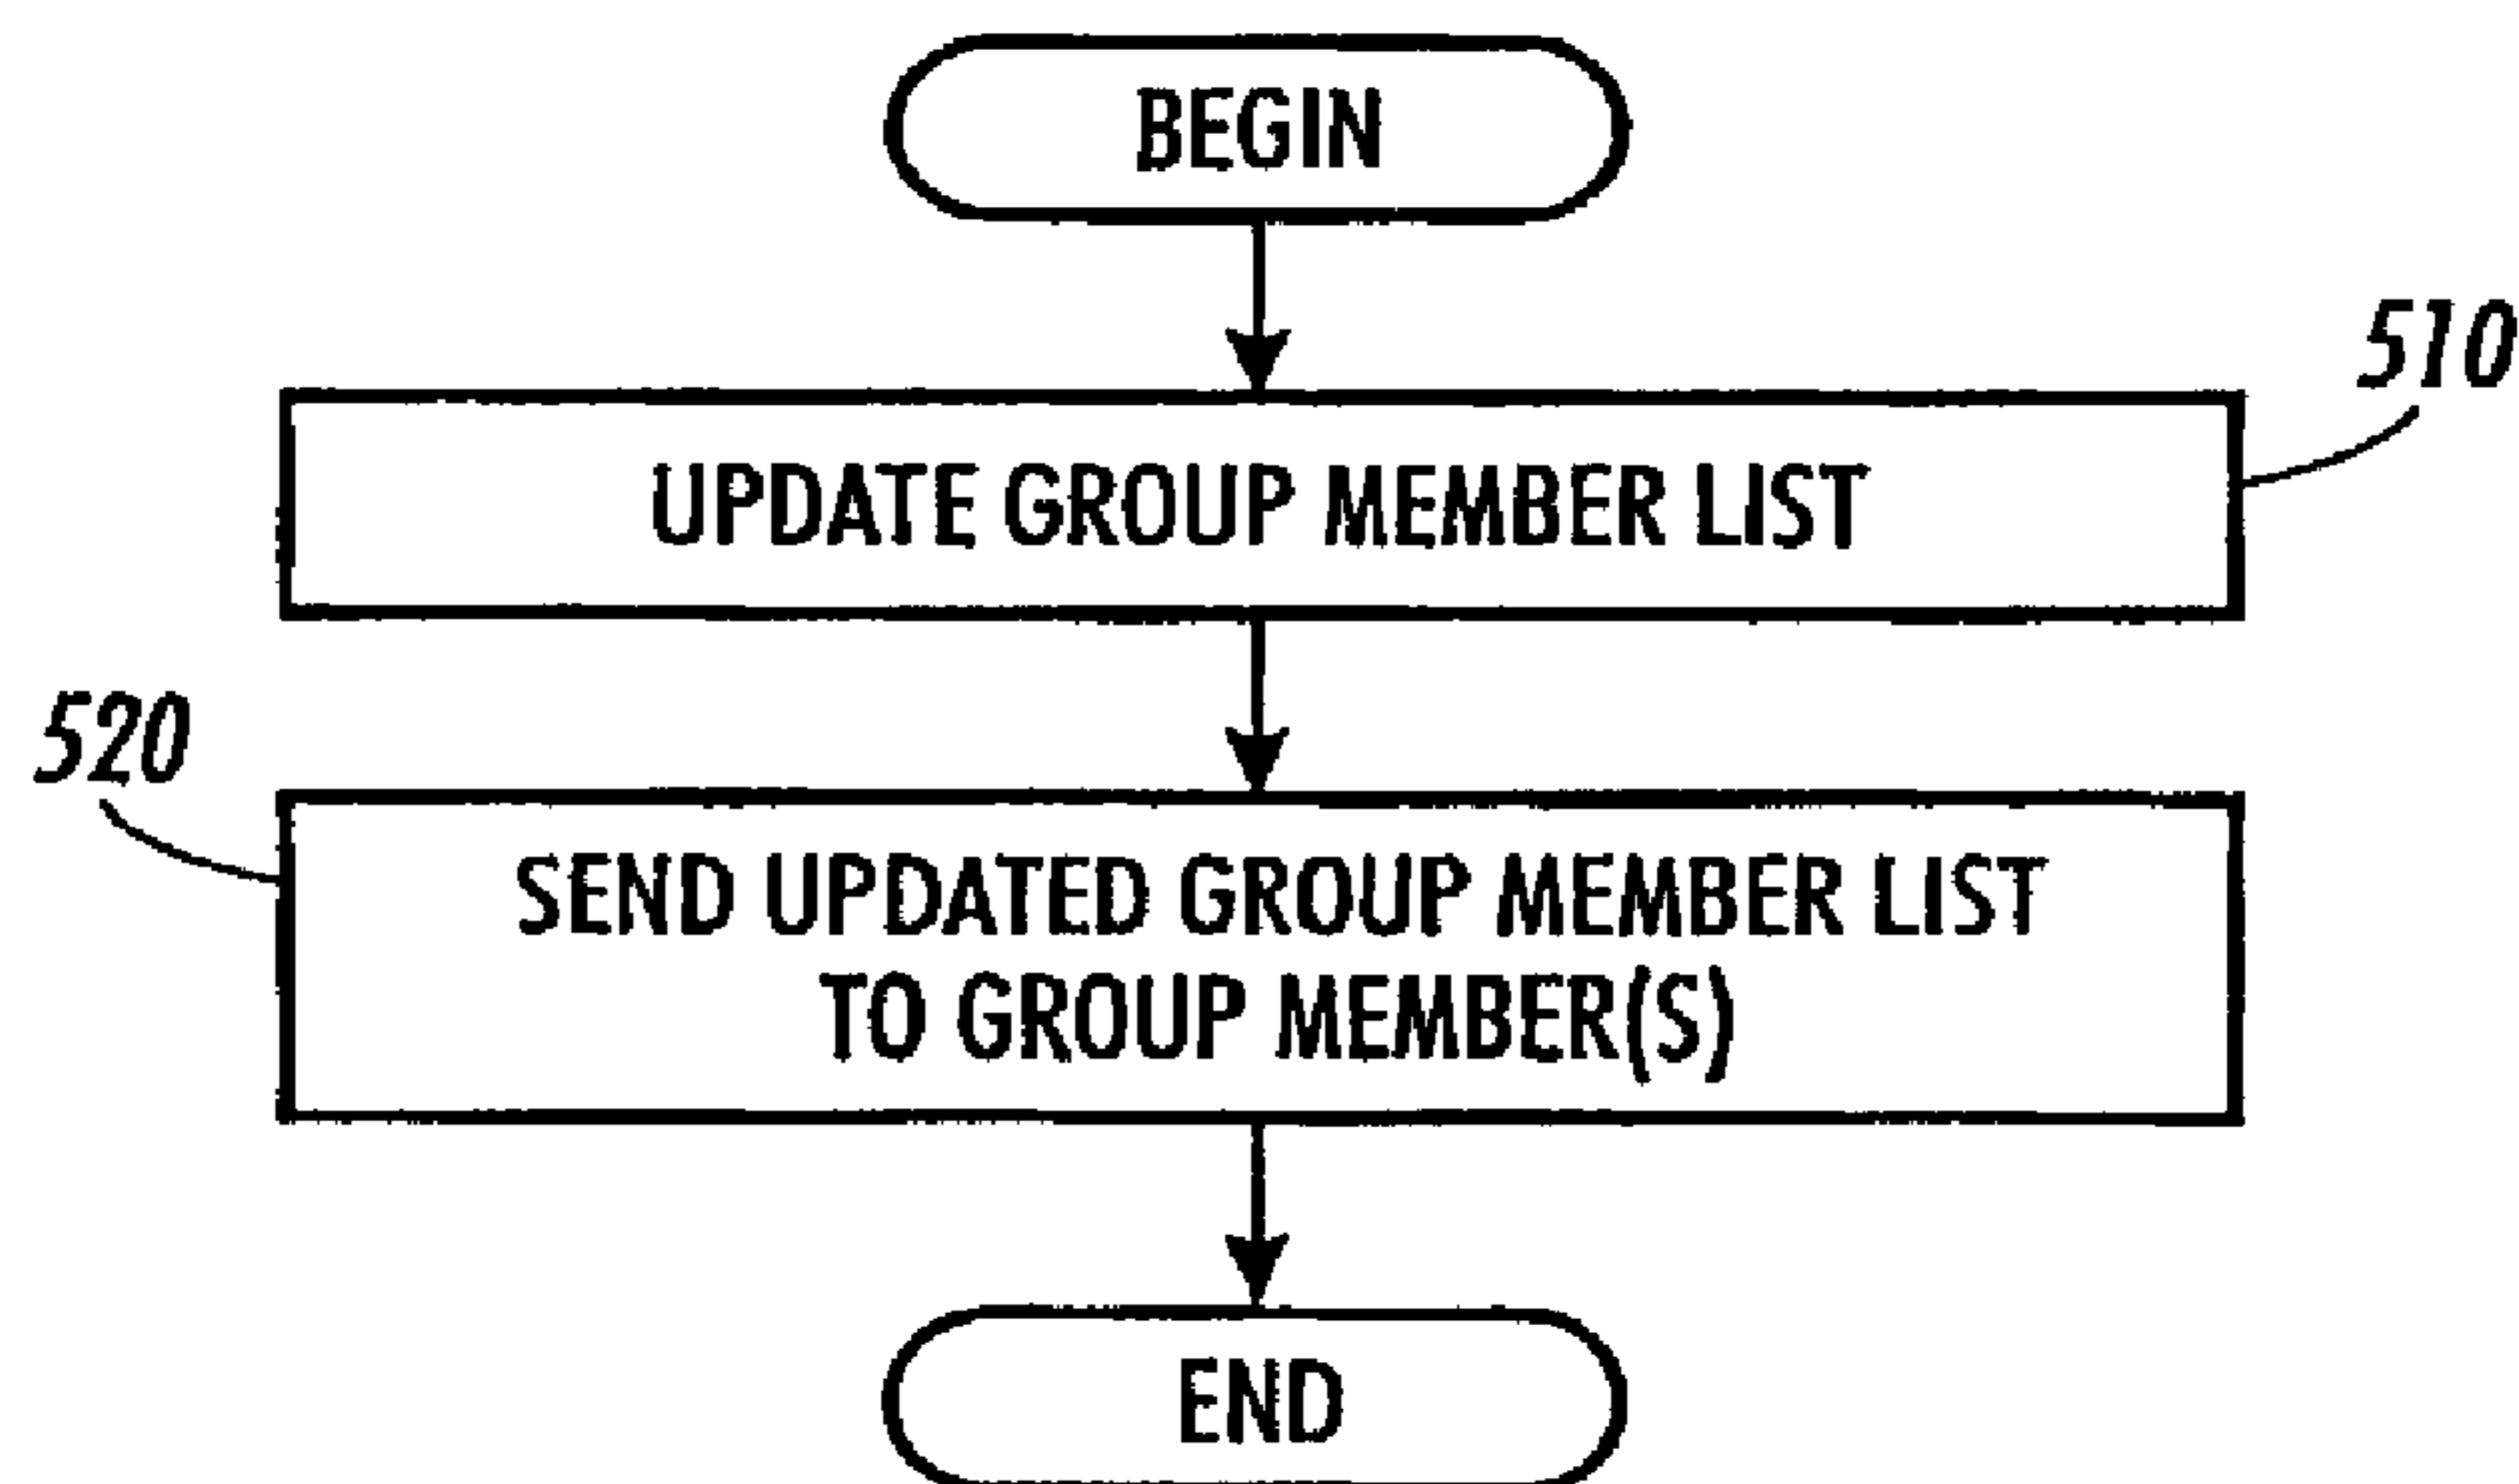 BEGIN
510
UPDATE GROUP MEMBER LIST
520
SEND UPDATED GROUP MEMBER LIST
TO GROUP MEMBER(S)
END